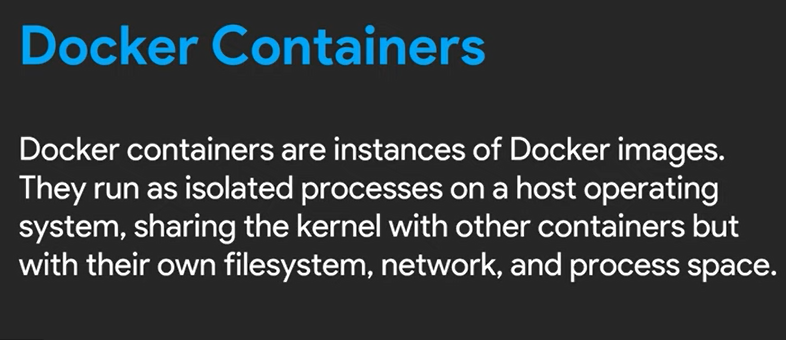 Docker Containers
Docker containers are instances of Docker images.
They run as isolated processes on a host operating
system, sharing the kernel with other containers but
with their own filesystem, network, and process space.